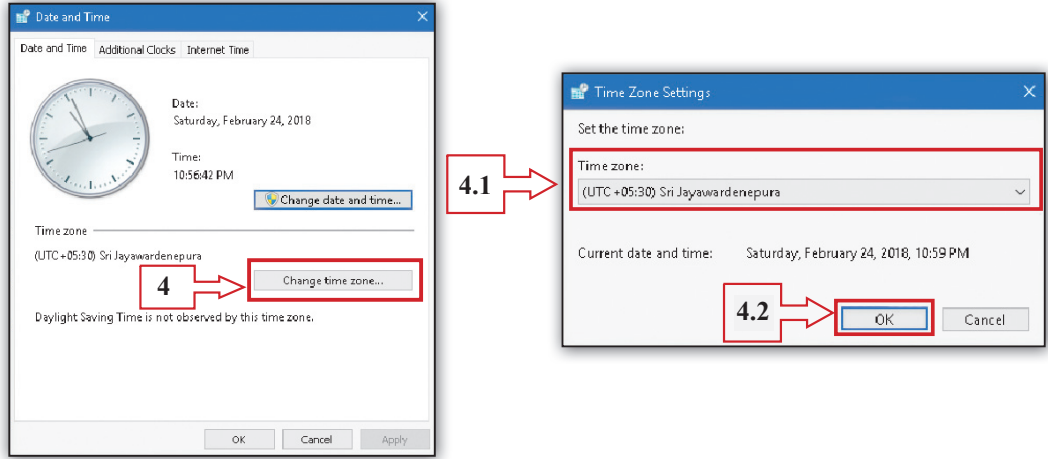 Date and Time
Date and Time Additional Clocks Internet Time
Date:
Saturday, February 24, 2018
Time:
10:56:42 PM
Change date and time...
Time zone
(UTC+05:30) Sri Jayawardenepura
4
Change time zone...
Daylight Saving Time is not observed by this time zone.
OK Cancel Apply
Time Zone Settings
Set the time zone:
Time zone:
4.1
(UTC+05:30) Sri Jayawardenepura
Current date and time: Saturday, February 24, 2018, 10:59 PM
4.2
OK Cancel